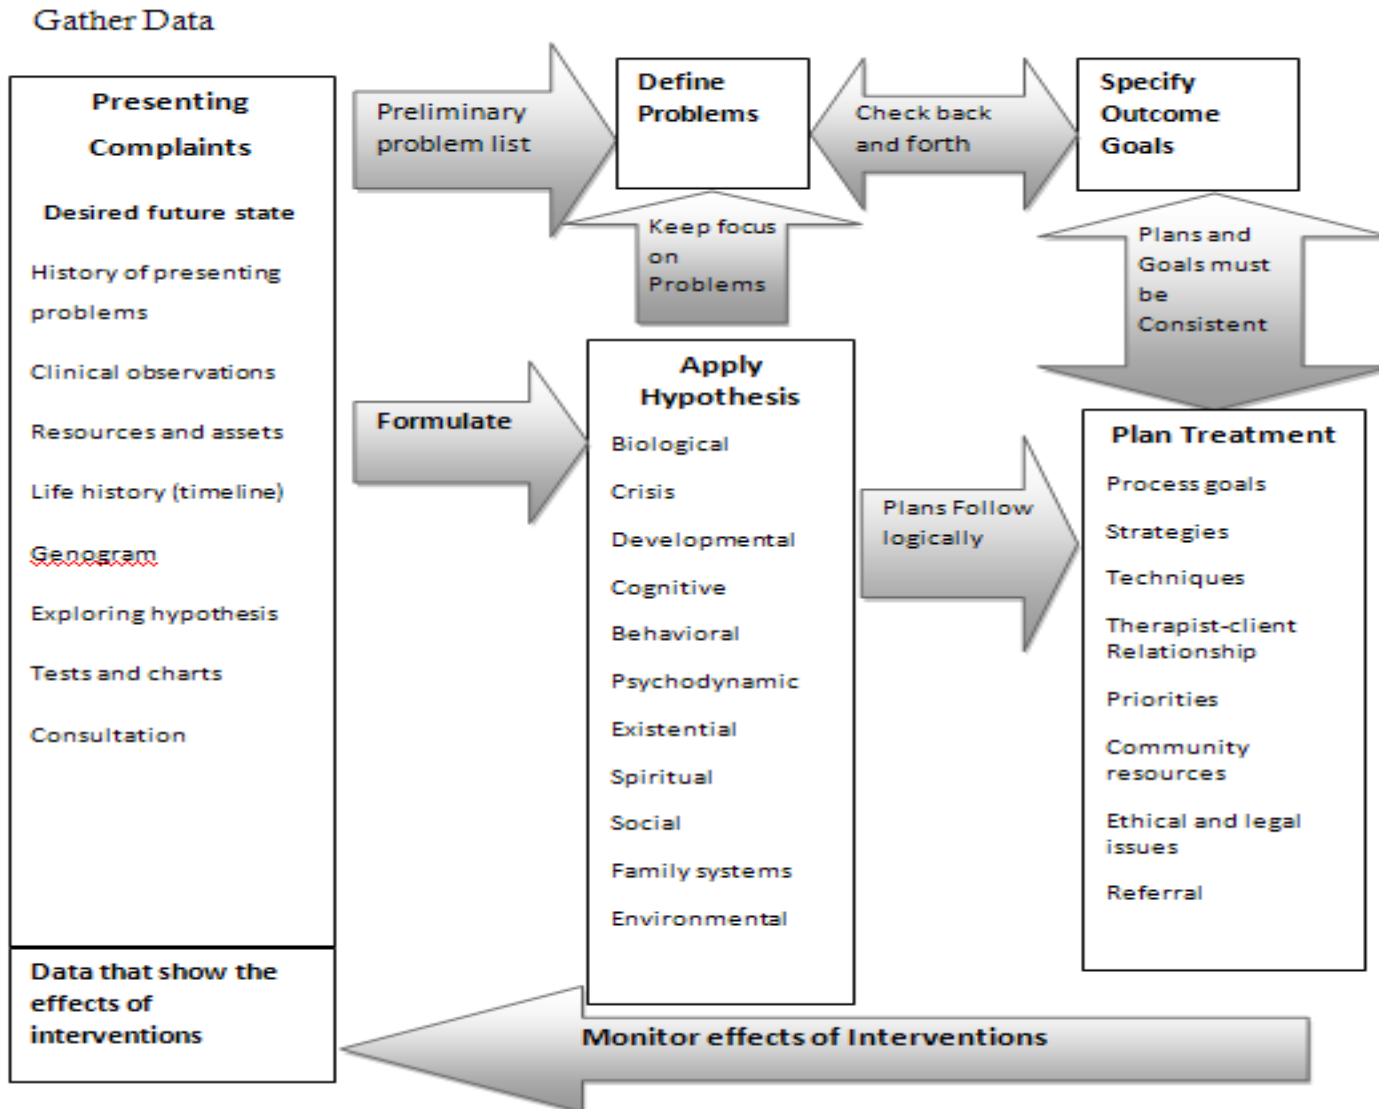 Gather Data
Presenting
Complaints
Desired future state
History of presenting
problems
Clinical observations
Resources and assets
Life history (timeline)
Genogram
Exploring hypothesis
Tests and charts
Consultation
Data that show the
effects of
interventions
Preliminary
problem list
Define
Problems
Check back
and forth
Specify
Outcome
Goals
Keep focus
on
Problems
Plans and
Goals must
be
Consistent
Formulate
Apply
Hypothesis
Biological
Crisis
Developmental
Cognitive
Behavioral
Psychodynamic
Existential
Spiritual
Social
Family systems
Environmental
Plans Follow
logically
Plan Treatment
Process goals
Strategies
Techniques
Therapist-client
Relationship
Priorities
Community
resources
Ethical and legal
issues
Referral
Monitor effects of Interventions